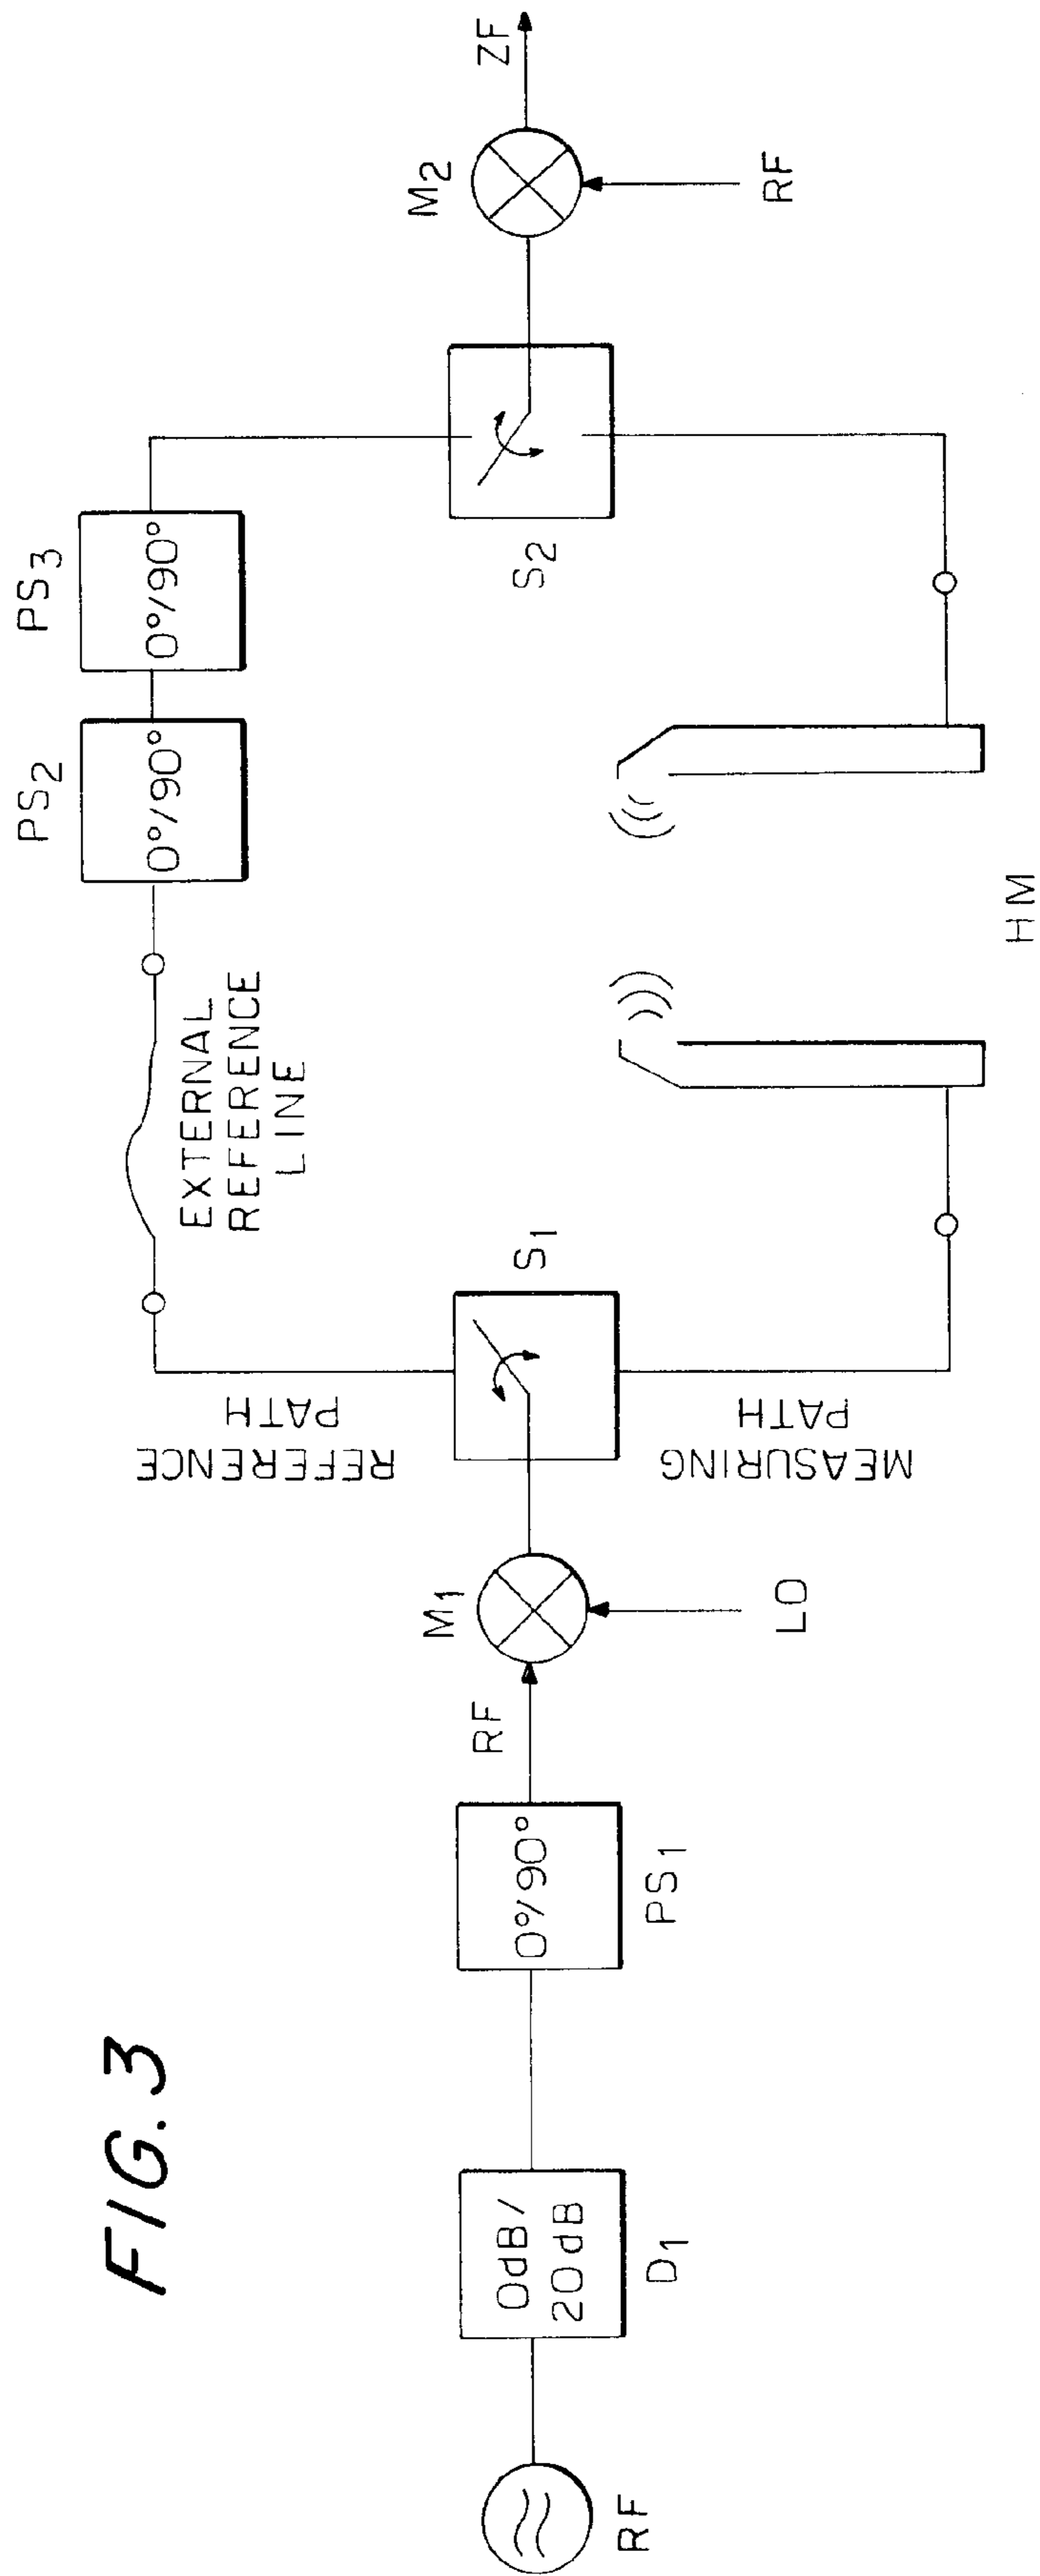 FIG. 3
RF
0dB/
20dB
D1
0°/90°
PS1
RF
M1
LO
REFERENCE
PATH
MEASURING
PATH
S1
EXTERNAL
REFERENCE
LINE
HM
PS2
0°/90°
PS3
0°/90°
S2
M2
RF
ZF